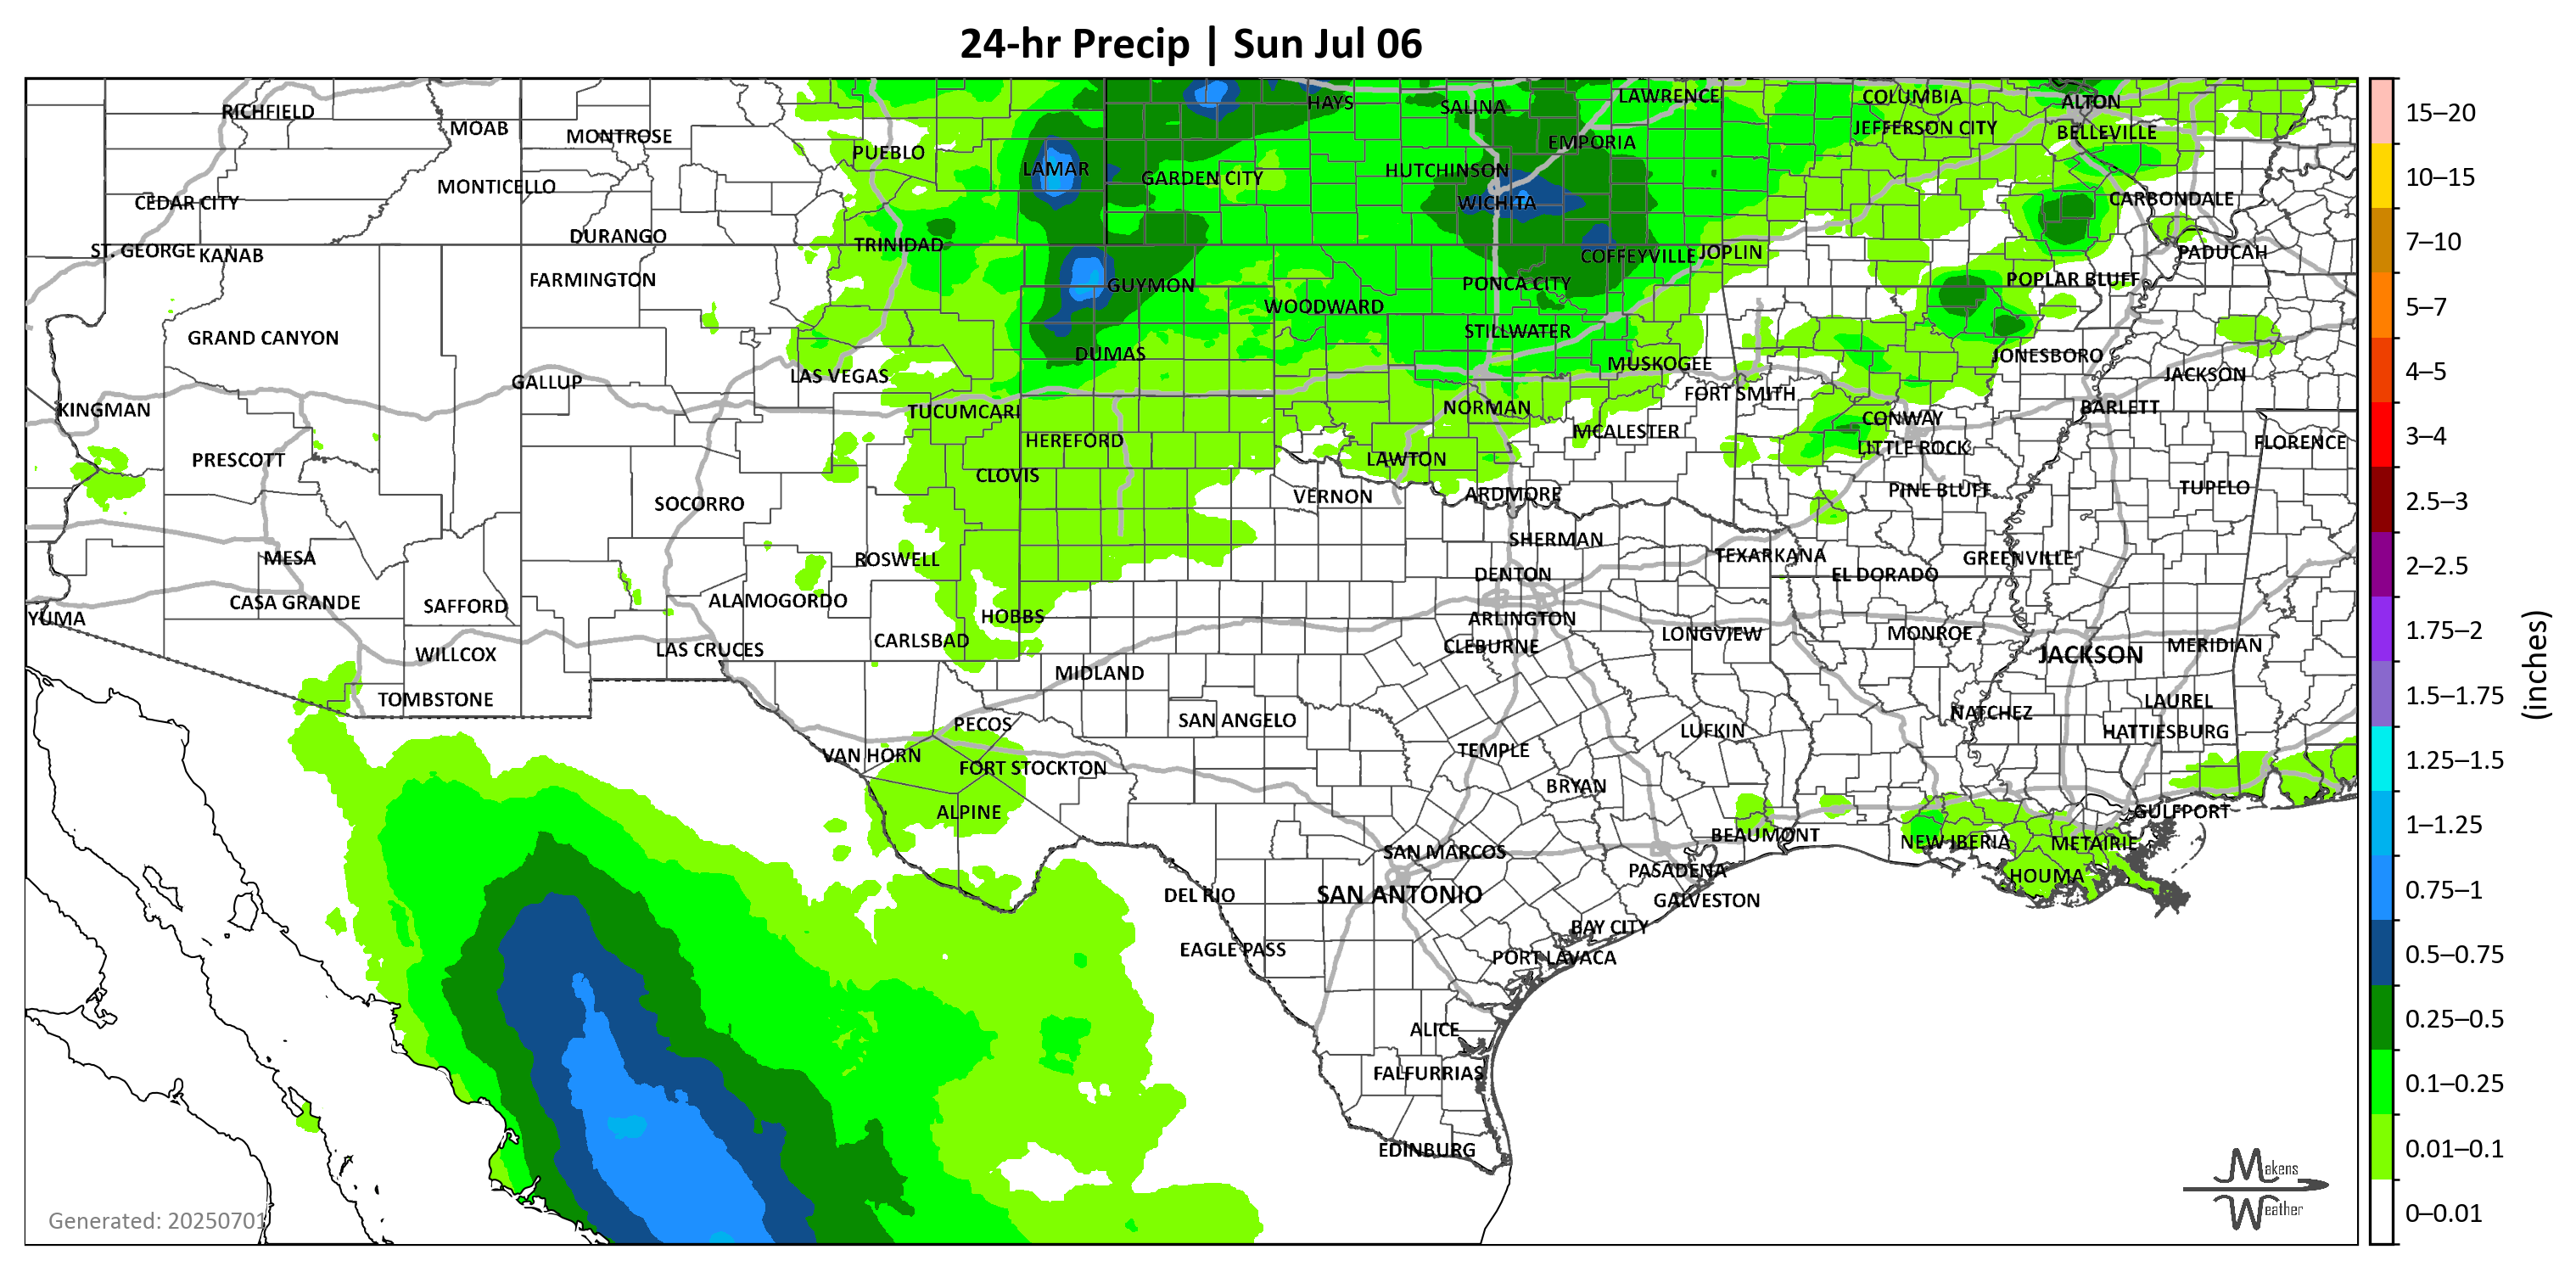 24-hr Precip | Sun Jul 06
RICHFIELD
MOAB
MONTROSE
PUEBLO
LAMAR
GARDEN CITY
HAYS
SALINA
LAWRENCE
COLUMBIA
ALTON
EMPORIA
JEFFERSON CITY
BELLEVILLE
HUTCHINSON
CEDAR CITY
MONTICELLO
WICHITA
CARBONDALE
ST. GEORGE
KANAB
DURANGO
TRINIDAD
COFFEYVILLE
JOPLIN
PADUCAH
FARMINGTON
GUYMON
PONCA CITY
POPLAR BLUFF
WOODWARD
GRAND CANYON
STILLWATER
DUMAS
MUSKOGEE
JONESBORO
GALLUP
LAS VEGAS
JACKSON
FORT SMITH
KINGMAN
TUCUMCARI
NORMAN
CONWAY
BARLETT
HEREFORD
MCALESTER
LITTLE ROCK
FLORENCE
PRESCOTT
CLOVIS
LAWTON
SOCORRO
VERNON
ARDMORE
PINE BLUFF
TUPELO
MESA
ROSWELL
SHERMAN
TEXARKANA
GREENVILLE
DENTON
EL DORADO
CASA GRANDE
SAFFORD
ALAMOGORDO
YUMA
HOBBS
ARLINGTON
WILLCOX
LAS CRUCES
CARLSBAD
CLEBURNE
LONGVIEW
MONROE
JACKSON
MERIDIAN
MIDLAND
TOMBSTONE
PECOS
SAN ANGELO
NATCHEZ
LAUREL
VAN HORN
FORT STOCKTON
TEMPLE
LUFKIN
HATTIESBURG
BRYAN
ALPINE
GULFPORT
BEAUMONT
NEW IBERIA
METAIRIE
SAN MARCOS
PASADENA
HOUMA
DEL RIO
SAN ANTONIO
GALVESTON
BAY CITY
EAGLE PASS
PORT LAVACA
ALICE
FALFURRIAS
EDINBURG
Generated: 20250701
Makens
Weather
15–20
10–15
7–10
5–7
4–5
3–4
2.5–3
2–2.5
1.75–2
1.5–1.75
1.25–1.5
1–1.25
0.75–1
0.5–0.75
0.25–0.5
0.1–0.25
0.01–0.1
0–0.01
(inches)